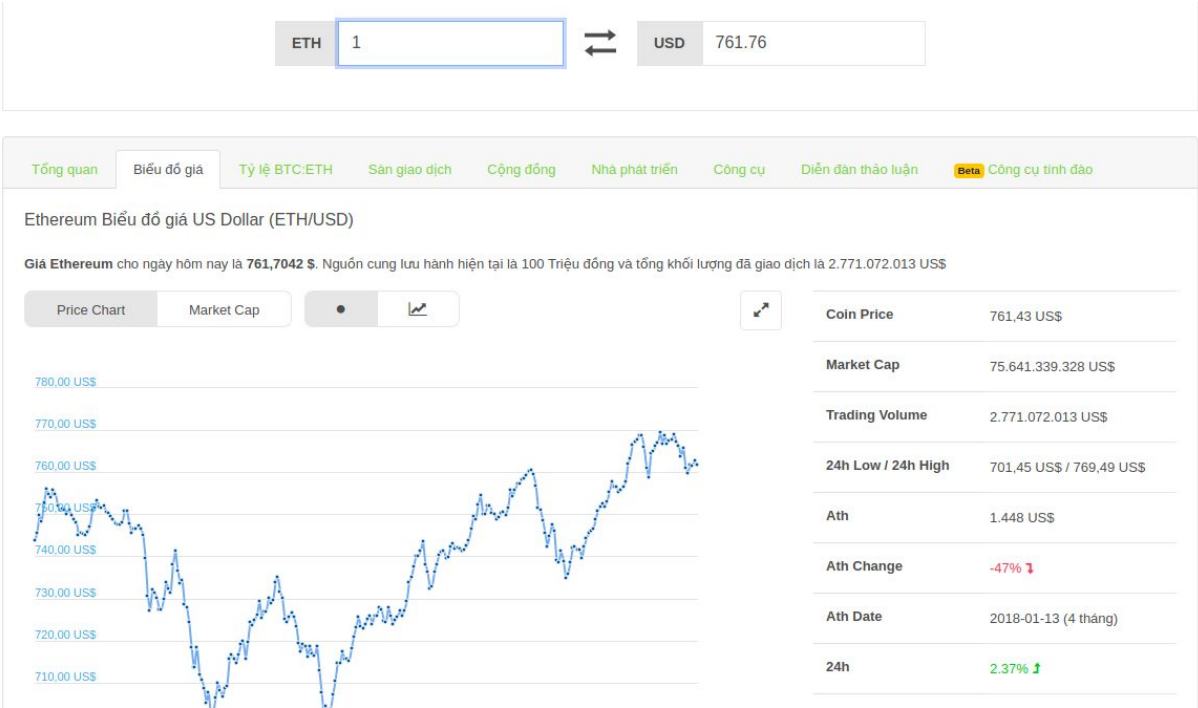 ETH 1 USD 761.76
Tổng quan Biểu đồ giá Tỷ lệ BTC:ETH Sàn giao dịch Cộng đồng Nhà phát triển Công cụ Diễn đàn thảo luận Beta Công cụ tính đào
Ethereum Biểu đồ giá US Dollar (ETH/USD)
Giá Ethereum cho ngày hôm nay là 761,7042 $. Nguồn cung lưu hành hiện tại là 100 Triệu đồng và tổng khối lượng đã giao dịch là 2.771.072.013 US$
Price Chart Market Cap
780,00 US$
770,00 US$
760,00 US$
750,00 US$
740,00 US$
730,00 US$
720,00 US$
710,00 US$
Coin Price 761,43 US$
Market Cap 75.641.339.328 US$
Trading Volume 2.771.072.013 US$
24h Low / 24h High 701,45 US$ / 769,49 US$
Ath 1.448 US$
Ath Change -47%
Ath Date 2018-01-13 (4 tháng)
24h 2.37%